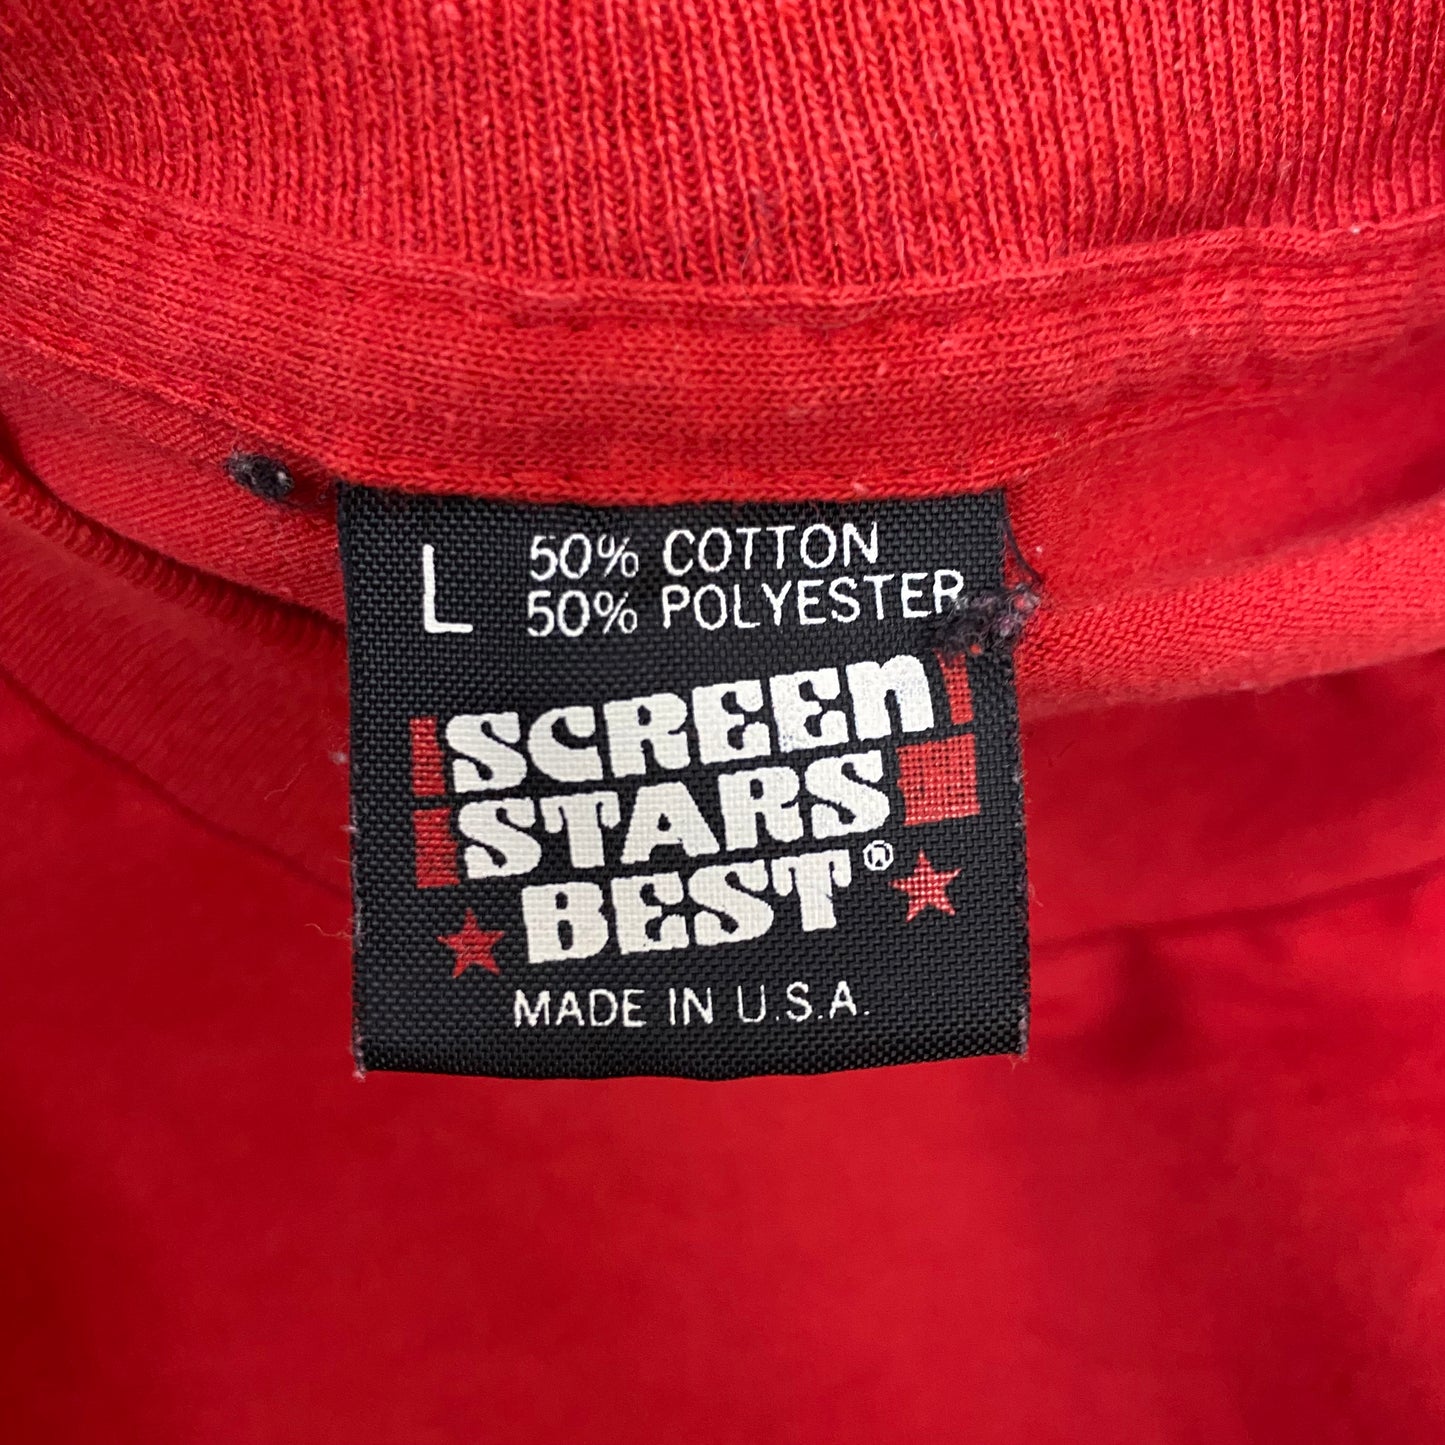 L
50% COTTON
50% POLYESTER
SCREEN
STARS
BEST®
MADE IN U.S.A.